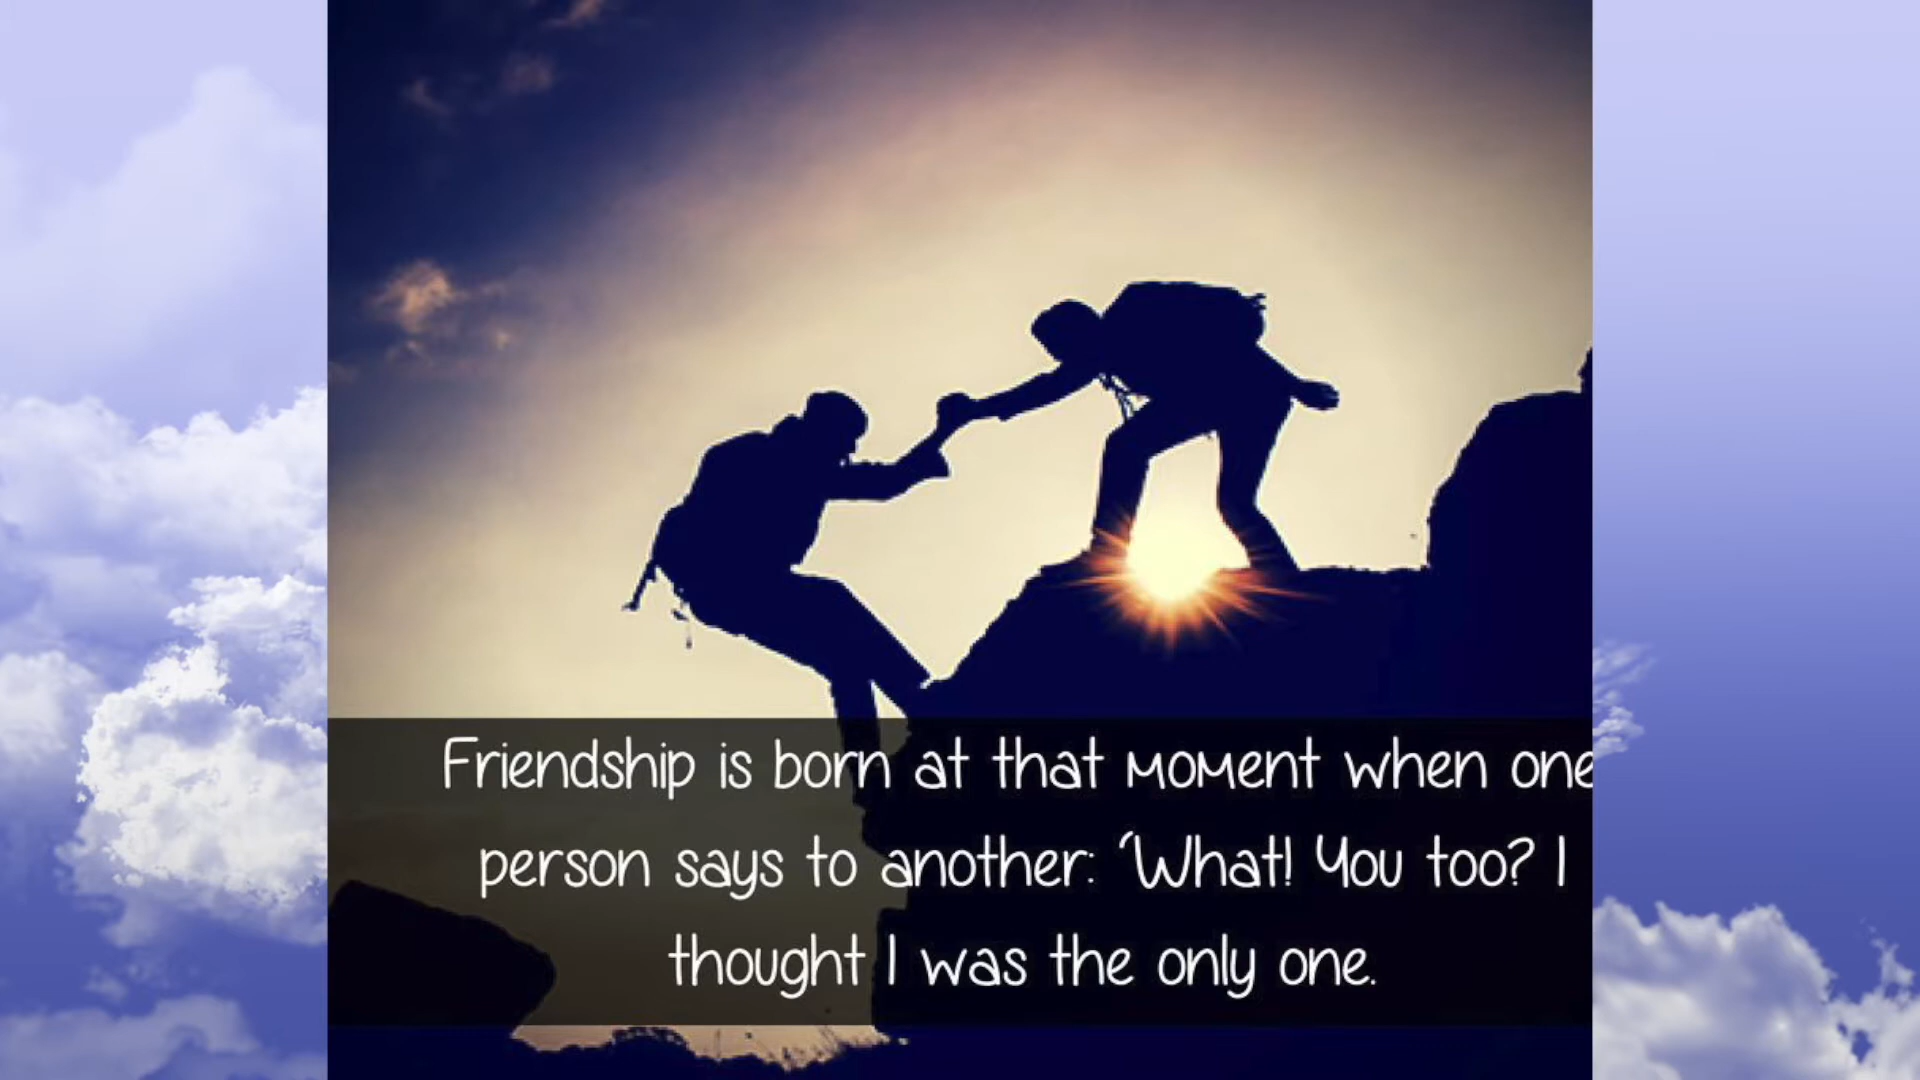 Friendship is born at that moment when one
person says to another: ‘What! You too? I
thought I was the only one.